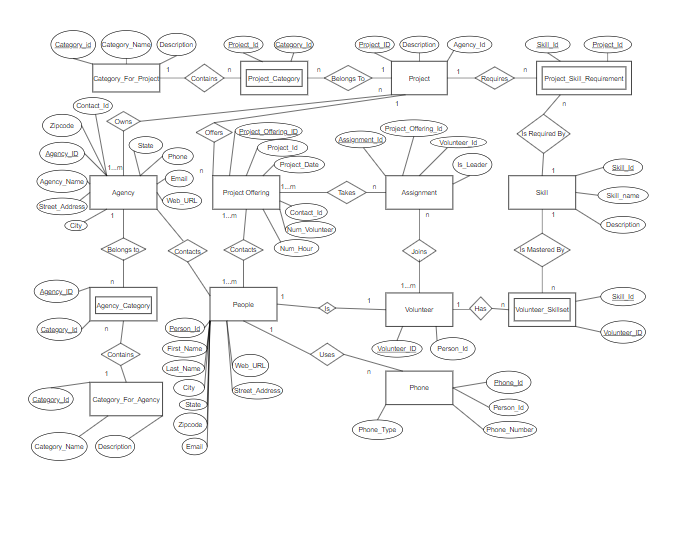 Category_id
Category_Name
Description
Project_Id
Category_Id
Project_ID
Description
Agency_Id
Skill_Id
Project_Id
Category_For_Project
1
Contains
n
Project_Category
n
Belongs To
1
Project
1
Requires
n
Project_Skill_Requirement
Contact_Id
1
1
n
Zipcode
Owns
Offers
Project_Offering_ID
Project_Offering_Id
Assignment_Id
Volunteer_Id
Is Required By
State
Project_Id
Agency_ID
Phone
Project_Date
Is_Leader
1...m
n
1
Skill_Id
Agency_Name
Email
Agency
Project Offering
1...m
Takes
n
Assignment
Skill
Skill_name
Street_Address
Web_URL
City
1
1...m
Contact_Id
Num_Volunteer
n
1
Description
Belongs to
Contacts
Contacts
Num_Hour
Joins
Is Mastered By
n
1...m
1...m
n
Agency_ID
Agency_Category
People
1
Is
1
Volunteer
1
Has
n
Volunteer_Skillset
Skill_Id
Category_Id
n
Person_Id
1
Volunteer_ID
Contains
First_Name
Uses
Volunteer_ID
Person_Id
1
Last_Name
Web_URL
n
Category_Id
Category_For_Agency
City
Street_Address
Phone
Phone_Id
State
Person_Id
Zipcode
Phone_Type
Phone_Number
Category_Name
Description
Email